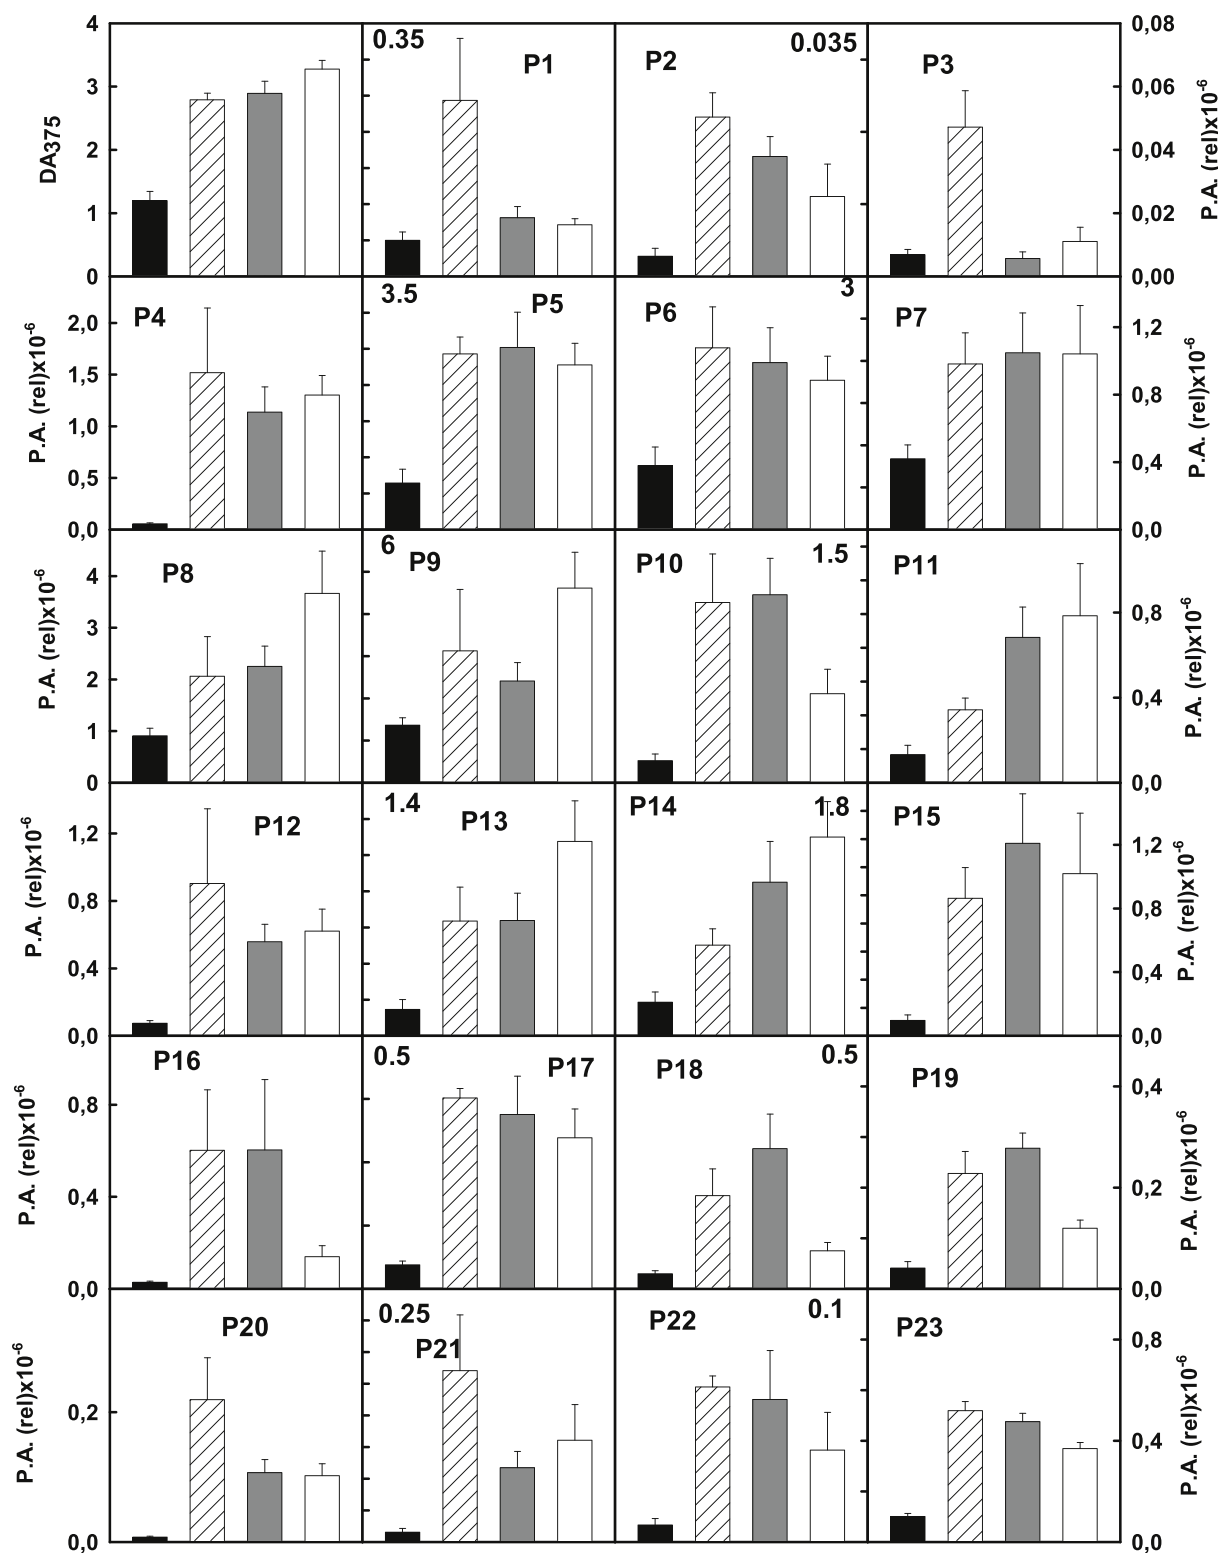 4
3
2
1
0
DA375
0.35
P1
P2
0.035
P3
0,08
0,06
0,04
0,02
0,00
P.A. (rel)x10-6
P.A. (rel)x10-6
2,0
1,5
1,0
0,5
0,0
P4
3.5
P5
P6
3
P7
1,2
0,8
0,4
0,0
P.A. (rel)x10-6
P.A. (rel)x10-6
4
3
2
1
0
P8
6
P9
P10
1.5
P11
0,8
0,4
0,0
P.A. (rel)x10-6
P.A. (rel)x10-6
1,2
0,8
0,4
0,0
P12
1.4
P13
P14
1.8
P15
1,2
0,8
0,4
0,0
P.A. (rel)x10-6
P.A. (rel)x10-6
0,8
0,4
0,0
P16
0.5
P17
P18
0.5
P19
0,4
0,2
0,0
P.A. (rel)x10-6
P.A. (rel)x10-6
0,2
0,0
P20
0.25
P21
P22
0.1
P23
0,8
0,4
0,0
P.A. (rel)x10-6